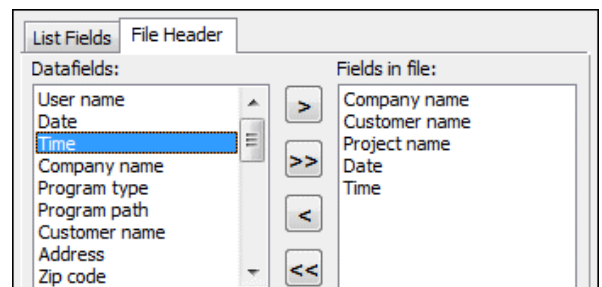 List Fields File Header
Datafields: Fields in file:
User name
Date
Time
Company name
Program type
Program path
Customer name
Address
Zip code
>
>>
<
<<
Company name
Customer name
Project name
Date
Time